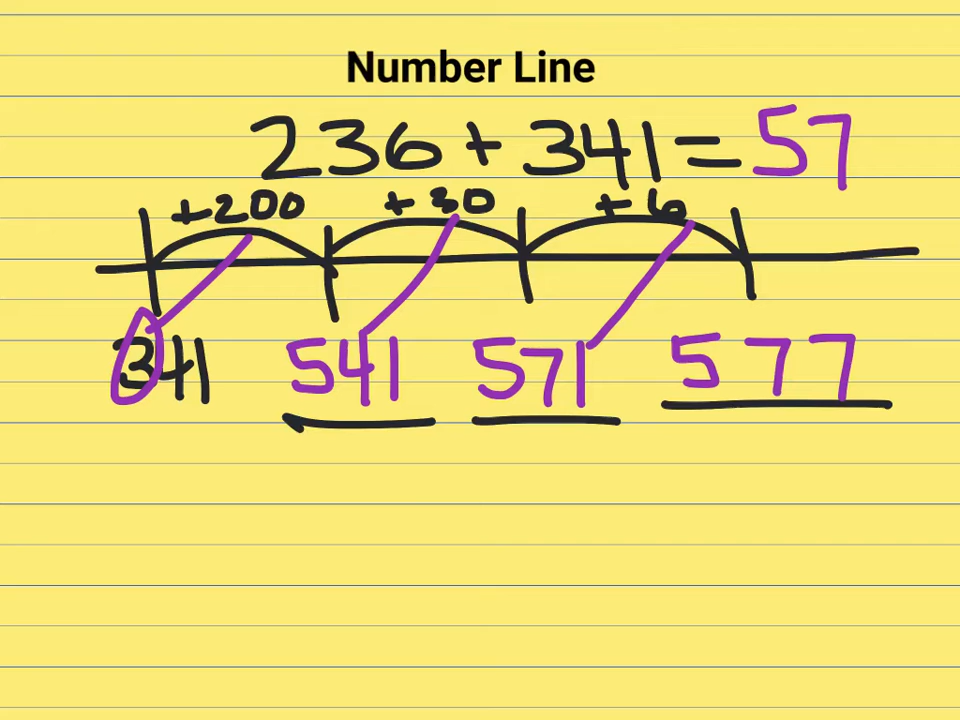 Number Line
236 + 341 = 57
+200 +30 +6
341 541 571 577